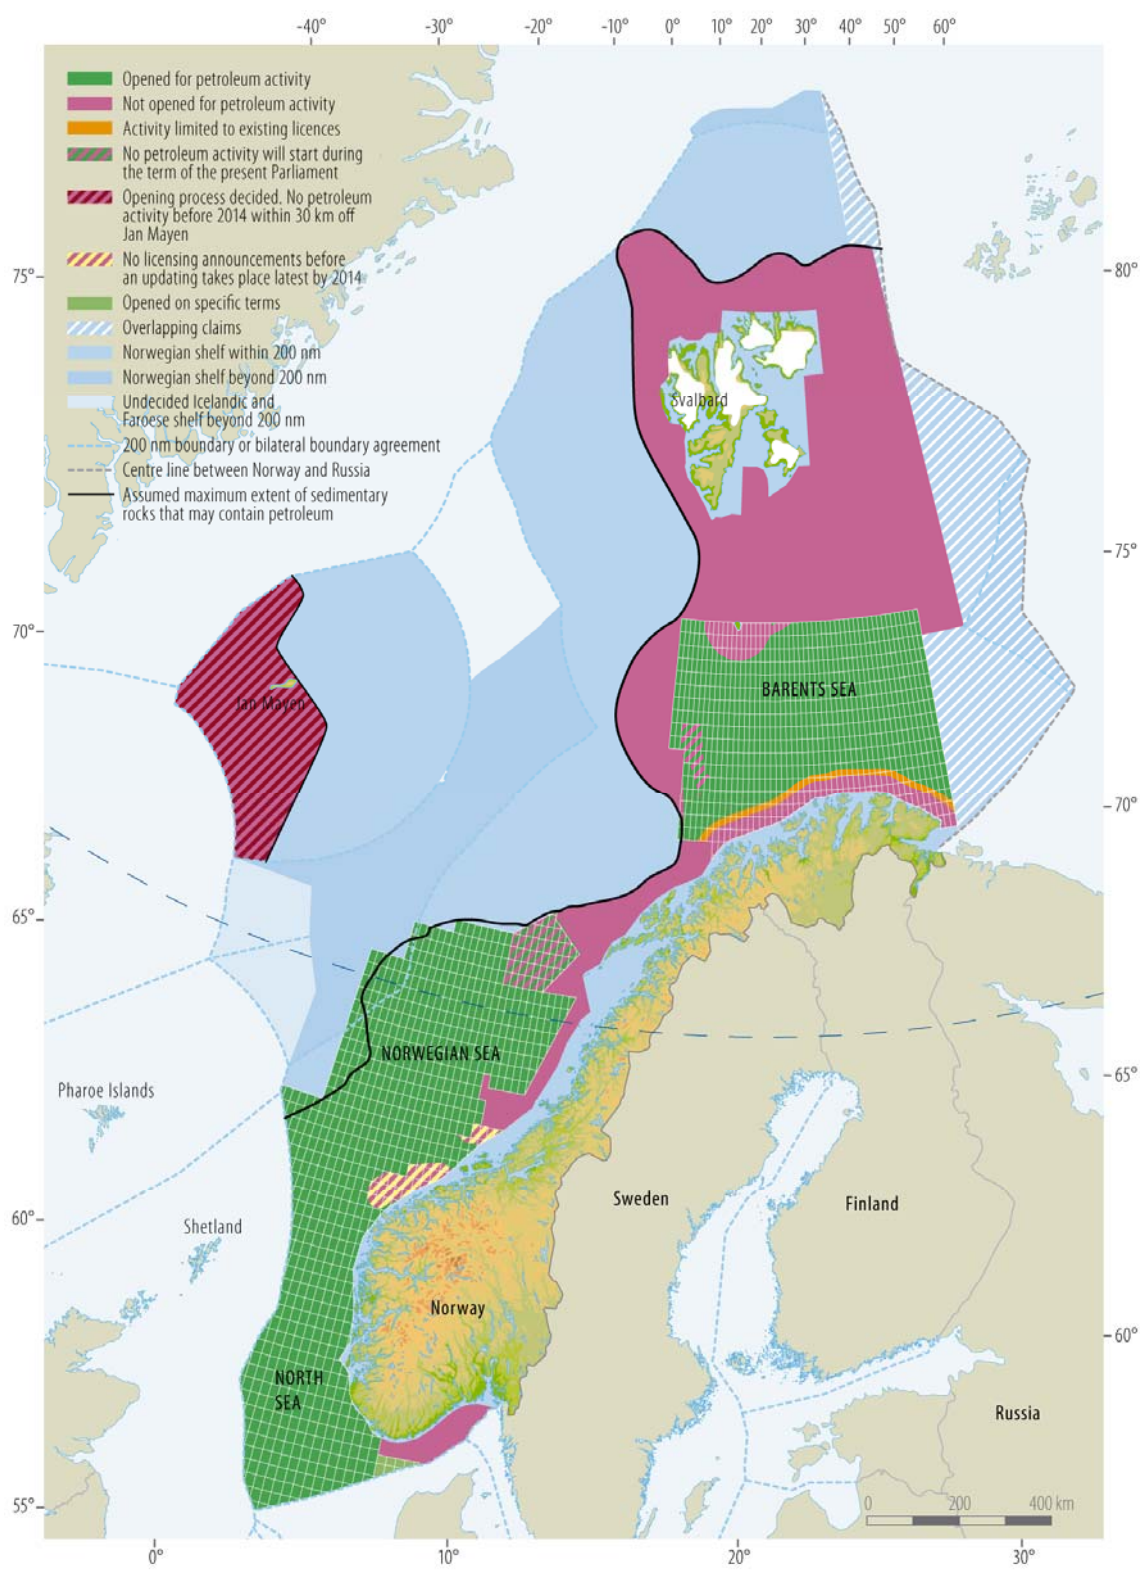 -40° -30° -20° -10° 0° 10° 20° 30° 40° 50° 60°
Opened for petroleum activity
Not opened for petroleum activity
Activity limited to existing licences
No petroleum activity will start during
the term of the present Parliament
Opening process decided. No petroleum
activity before 2014 within 30 km off
Jan Mayen
No licensing announcements before
an updating takes place latest by 2014
Opened on specific terms
Overlapping claims
Norwegian shelf within 200 nm
Norwegian shelf beyond 200 nm
Undecided Icelandic and
Faroese shelf beyond 200 nm
200 nm boundary or bilateral boundary agreement
Centre line between Norway and Russia
Assumed maximum extent of sedimentary
rocks that may contain petroleum
75°
80°
Svalbard
75°
70°
BARENTS SEA
Jan Mayen
70°
65°
NORWEGIAN SEA
65°
Pharoe Islands
Sweden
Finland
60°
Shetland
Norway
60°
NORTH
SEA
Russia
55°
0 200 400 km
0° 10° 20° 30°